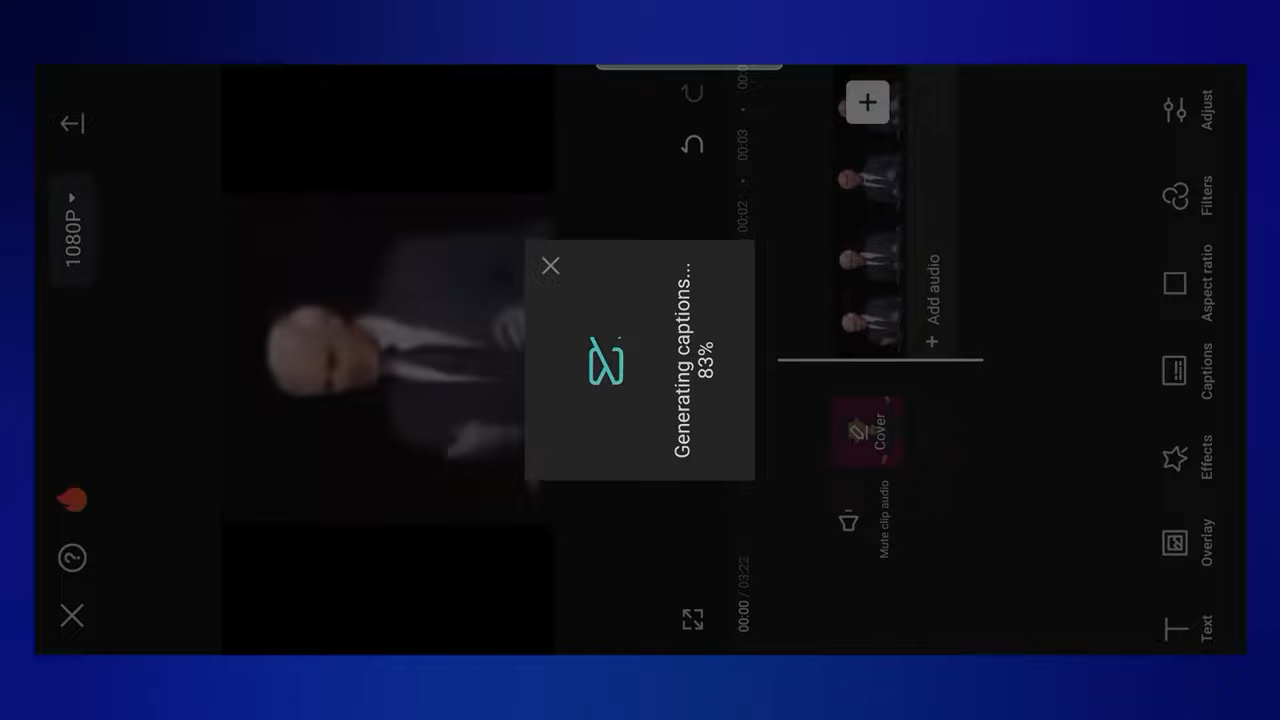 1080P
Generating captions...
83%
00:00 / 03:22
00:02
00:03
Mute clip audio
Cover
+ Add audio
Text
Overlay
Effects
Captions
Aspect ratio
Filters
Adjust